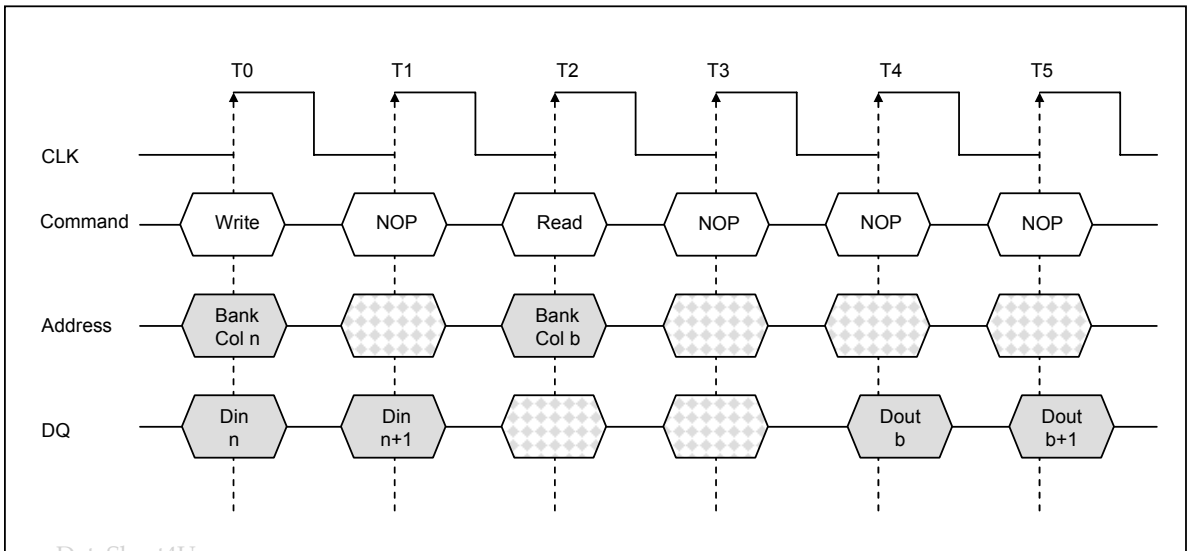 T0 T1 T2 T3 T4 T5
CLK
Command Write NOP Read NOP NOP NOP
Address Bank Col n Bank Col b
DQ Din n Din n+1 Dout b Dout b+1